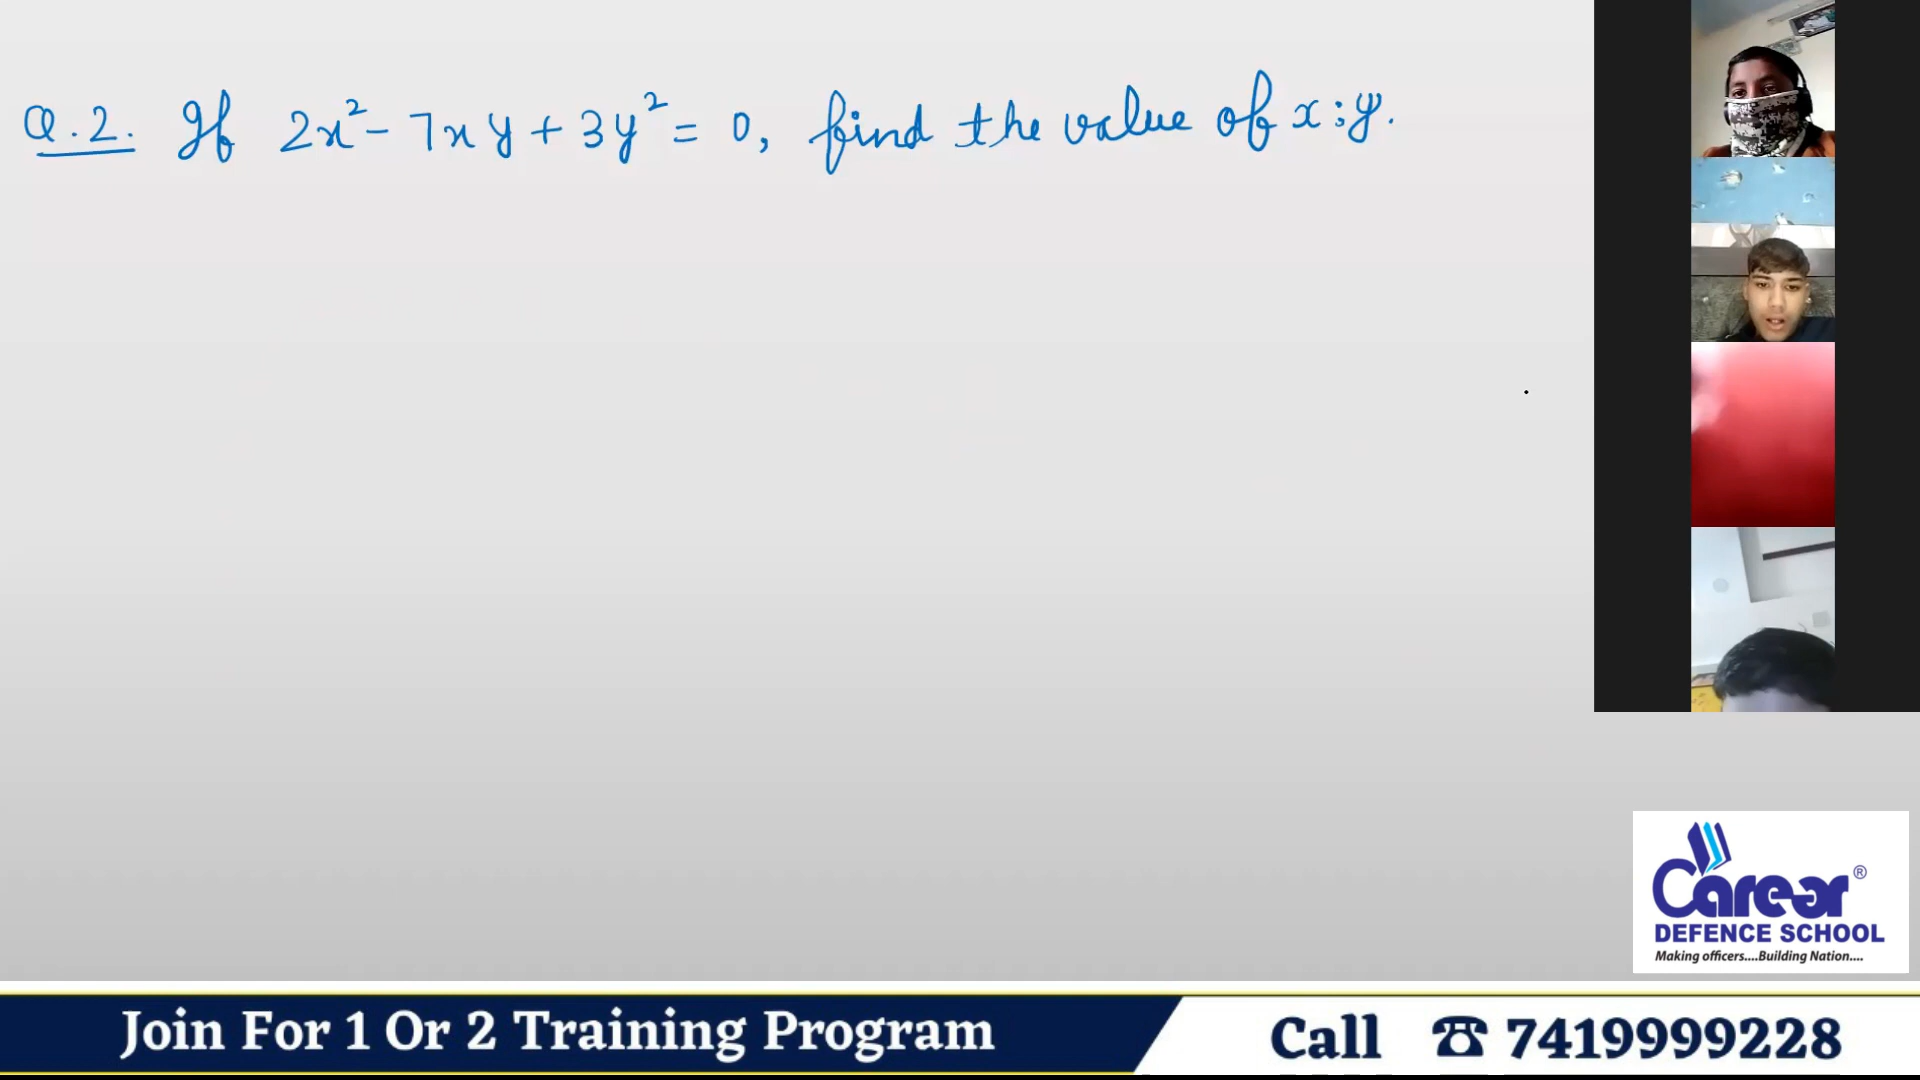 Q.2. If 2x² - 7xy + 3y² = 0, find the value of x:y.
Career®
DEFENCE SCHOOL
Making officers....Building Nation....
Join For 1 Or 2 Training Program
Call ☎ 7419999228